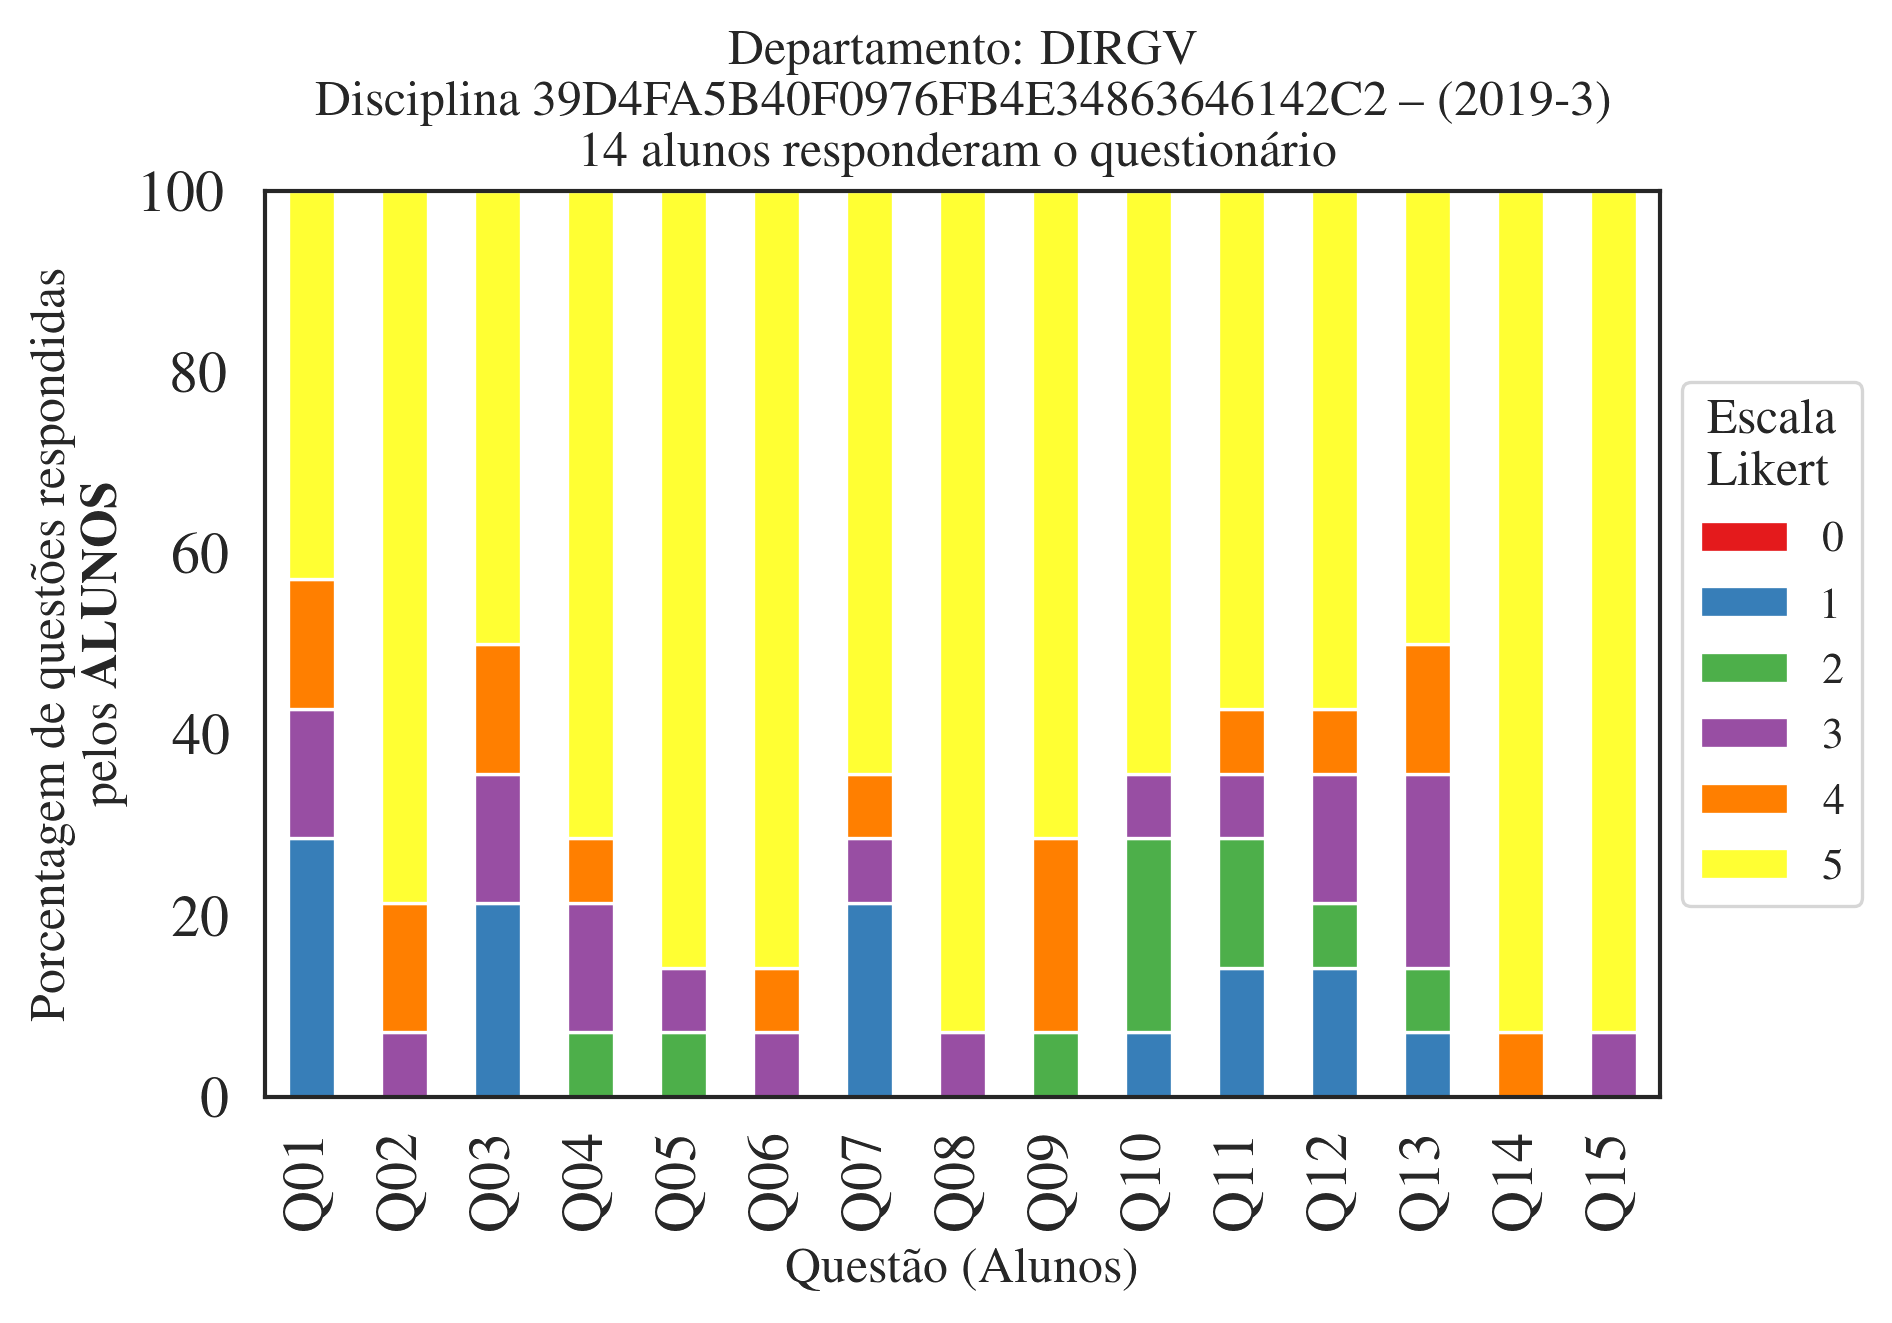 Departamento: DIRGV
Disciplina 39D4FA5B40F0976FB4E34863646142C2 – (2019-3)
14 alunos responderam o questionário
100
80
60
40
20
0
Porcentagem de questões respondidas
pelos ALUNOS
Q01
Q02
Q03
Q04
Q05
Q06
Q07
Q08
Q09
Q10
Q11
Q12
Q13
Q14
Q15
Questão (Alunos)
Escala
Likert
0
1
2
3
4
5